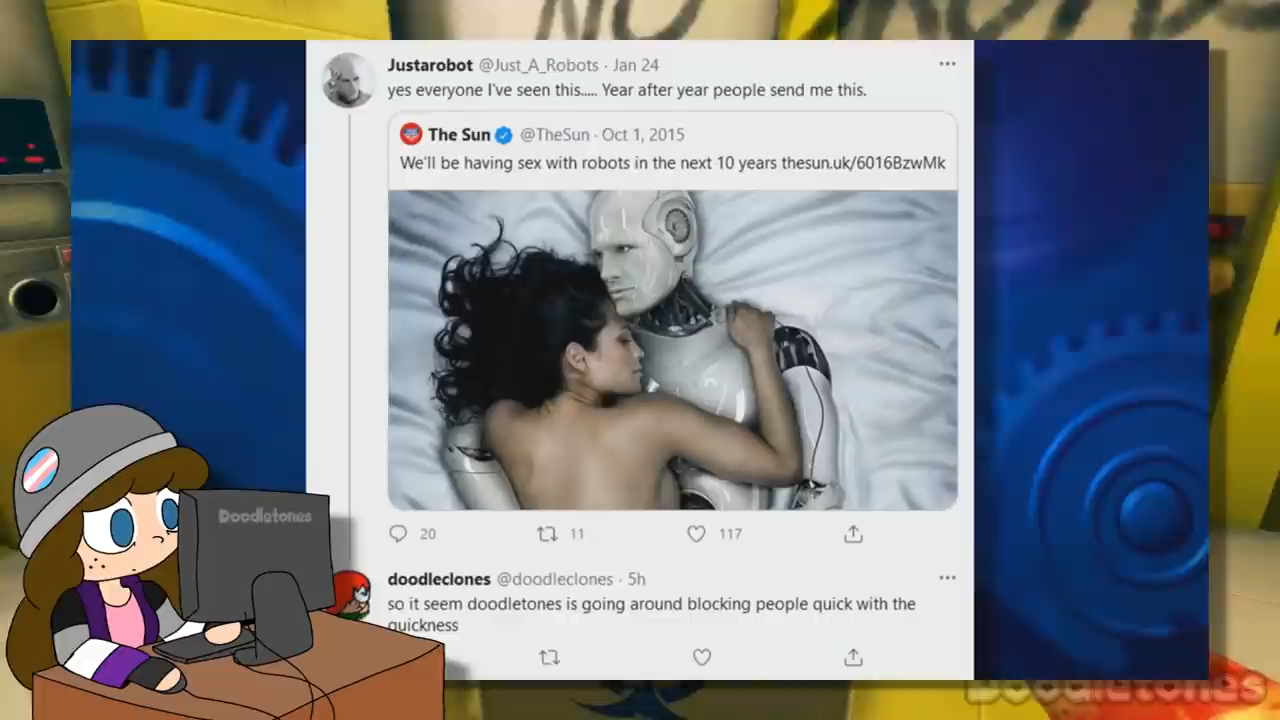 Justarobot @Just_A_Robots · Jan 24
yes everyone I've seen this..... Year after year people send me this.
The Sun @TheSun · Oct 1, 2015
We'll be having sex with robots in the next 10 years thesun.uk/6016BzwMk
20 11 117
Doodletones
doodleclones @doodleclones · 5h
so it seem doodletones is going around blocking people quick with the
quickness
Doodletones